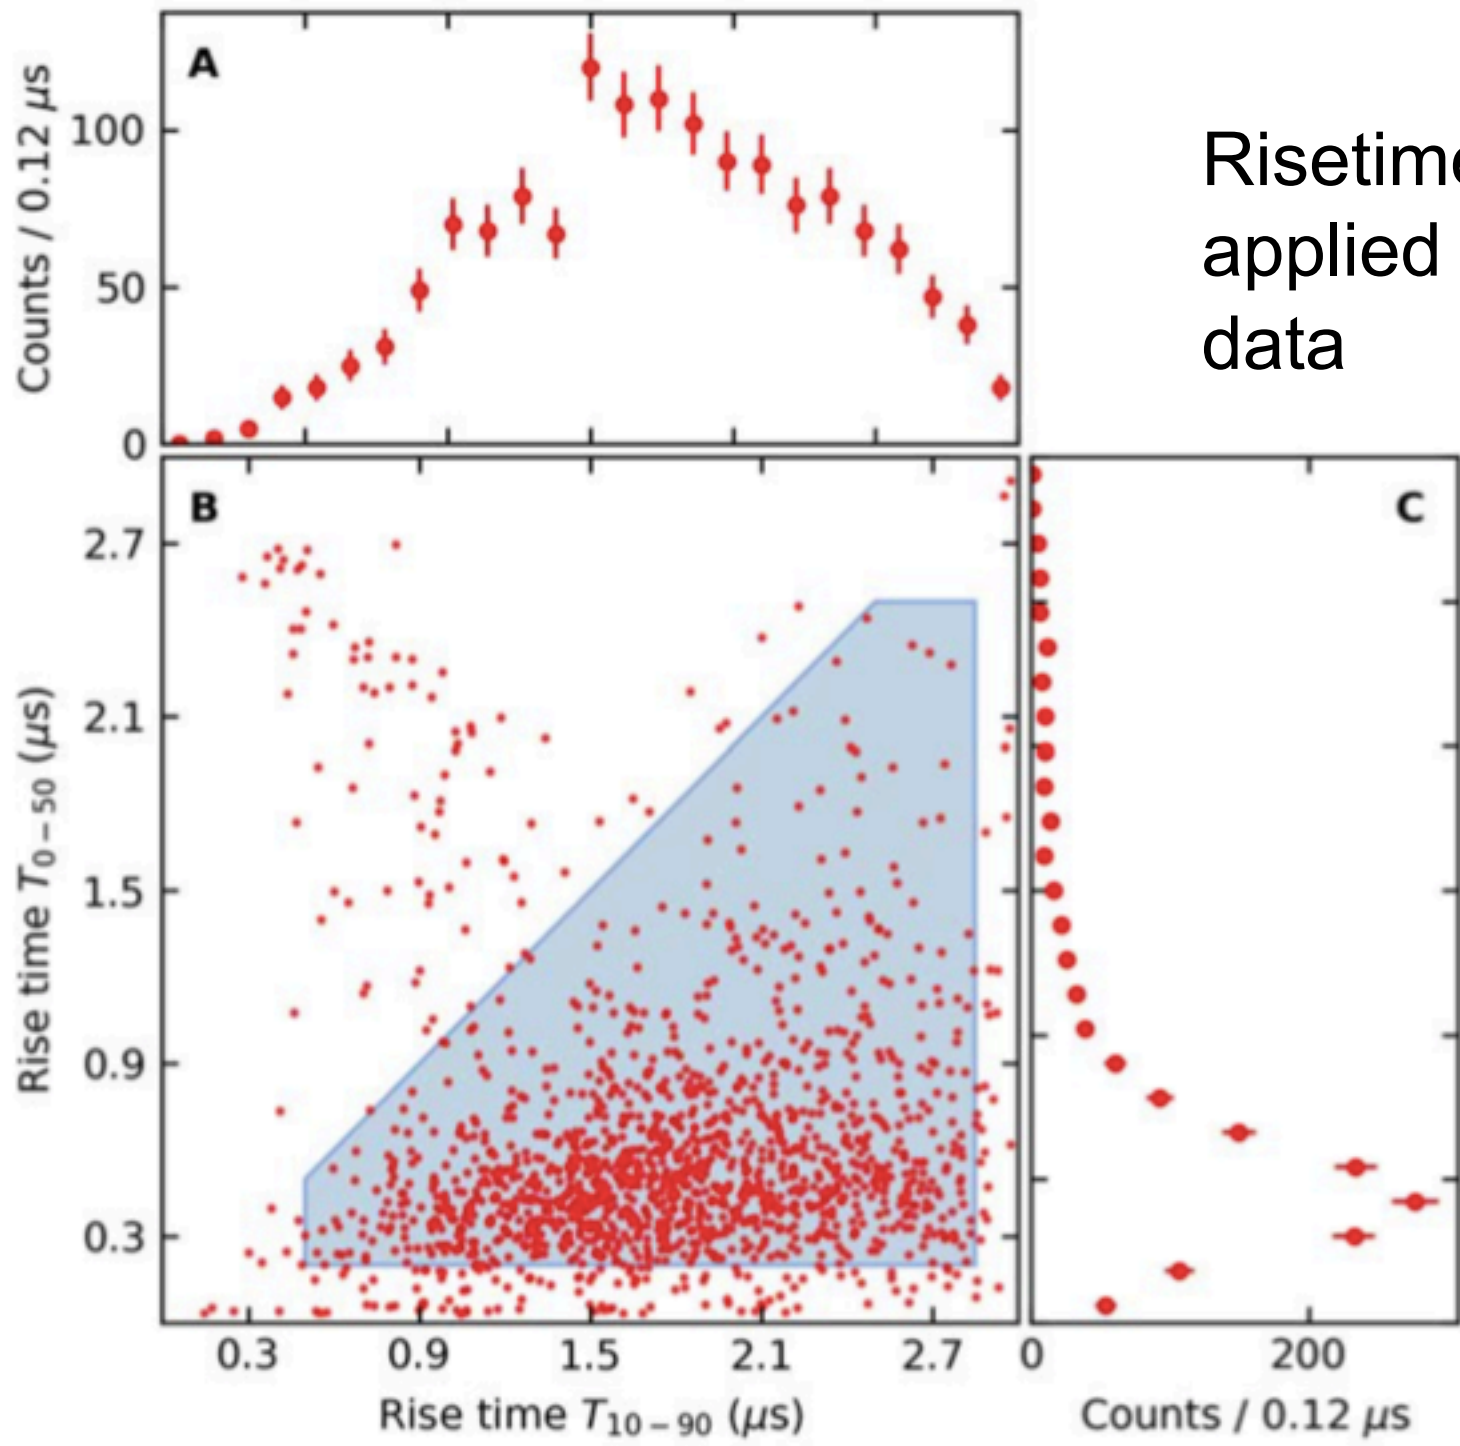 A
Counts / 0.12 μs
100
50
0
Risetime
applied
data
B
Rise time T0 − 50 (μs)
2.7
2.1
1.5
0.9
0.3
0.3 0.9 1.5 2.1 2.7
Rise time T10 − 90 (μs)
C
0 200
Counts / 0.12 μs